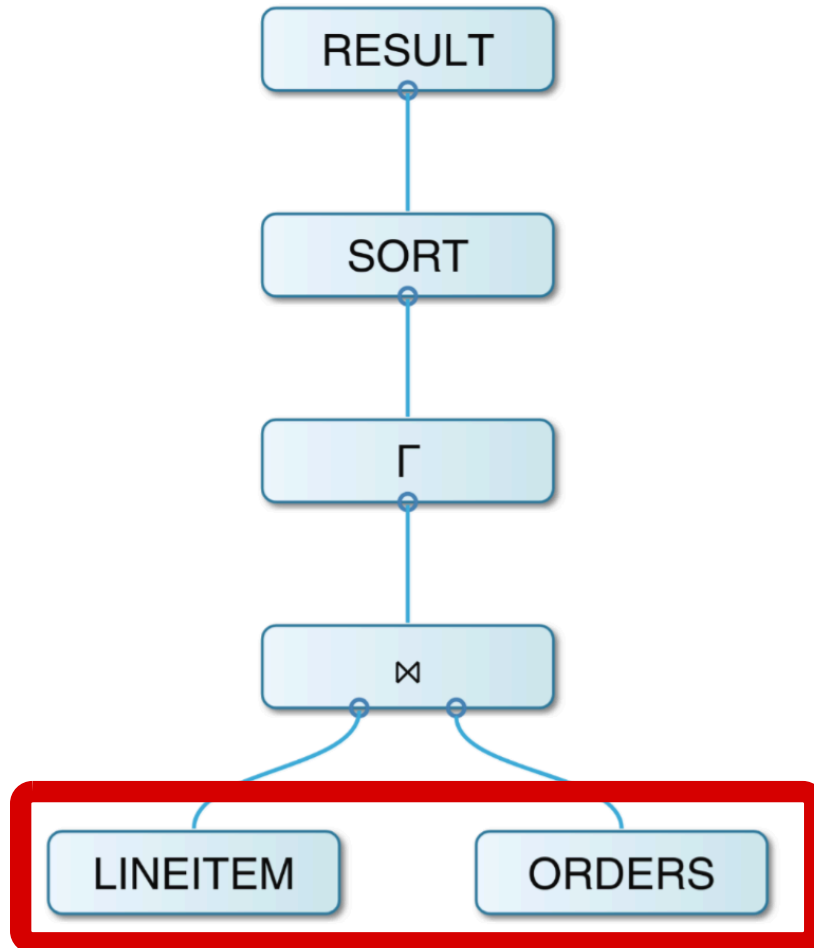 RESULT
SORT
Γ
⋈
LINEITEM
ORDERS